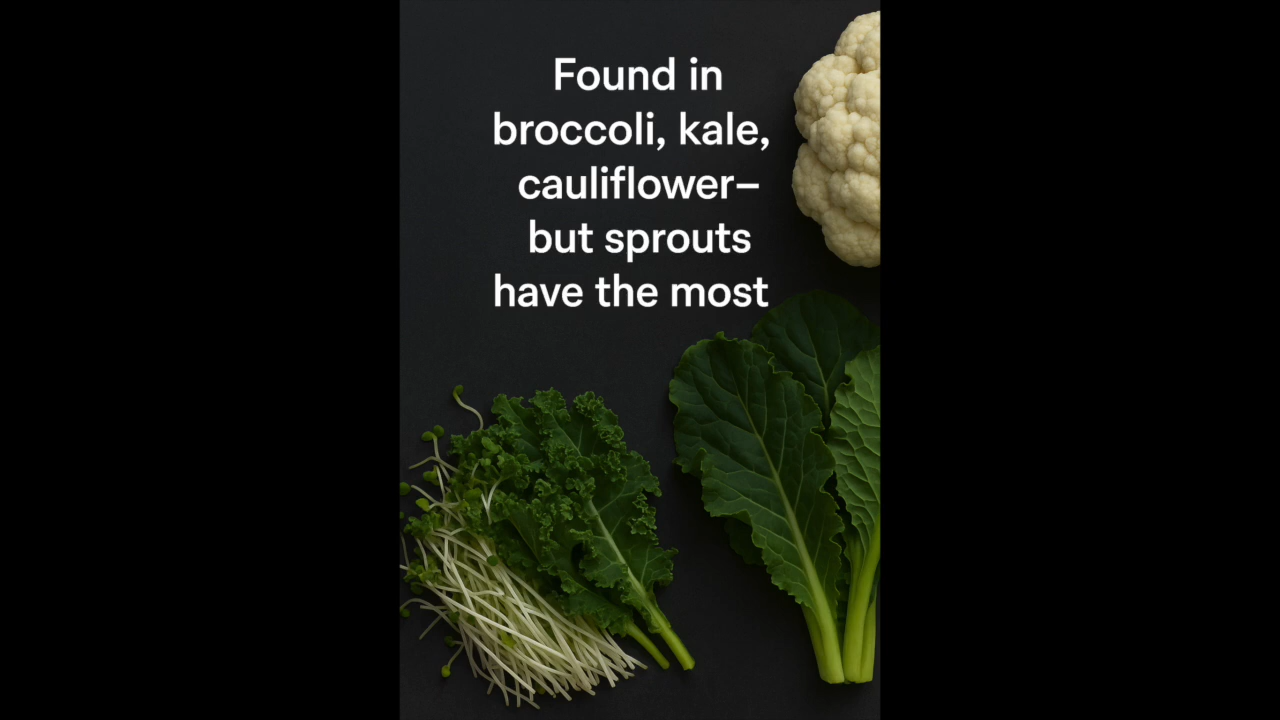 Found in
broccoli, kale,
cauliflower–
but sprouts
have the most